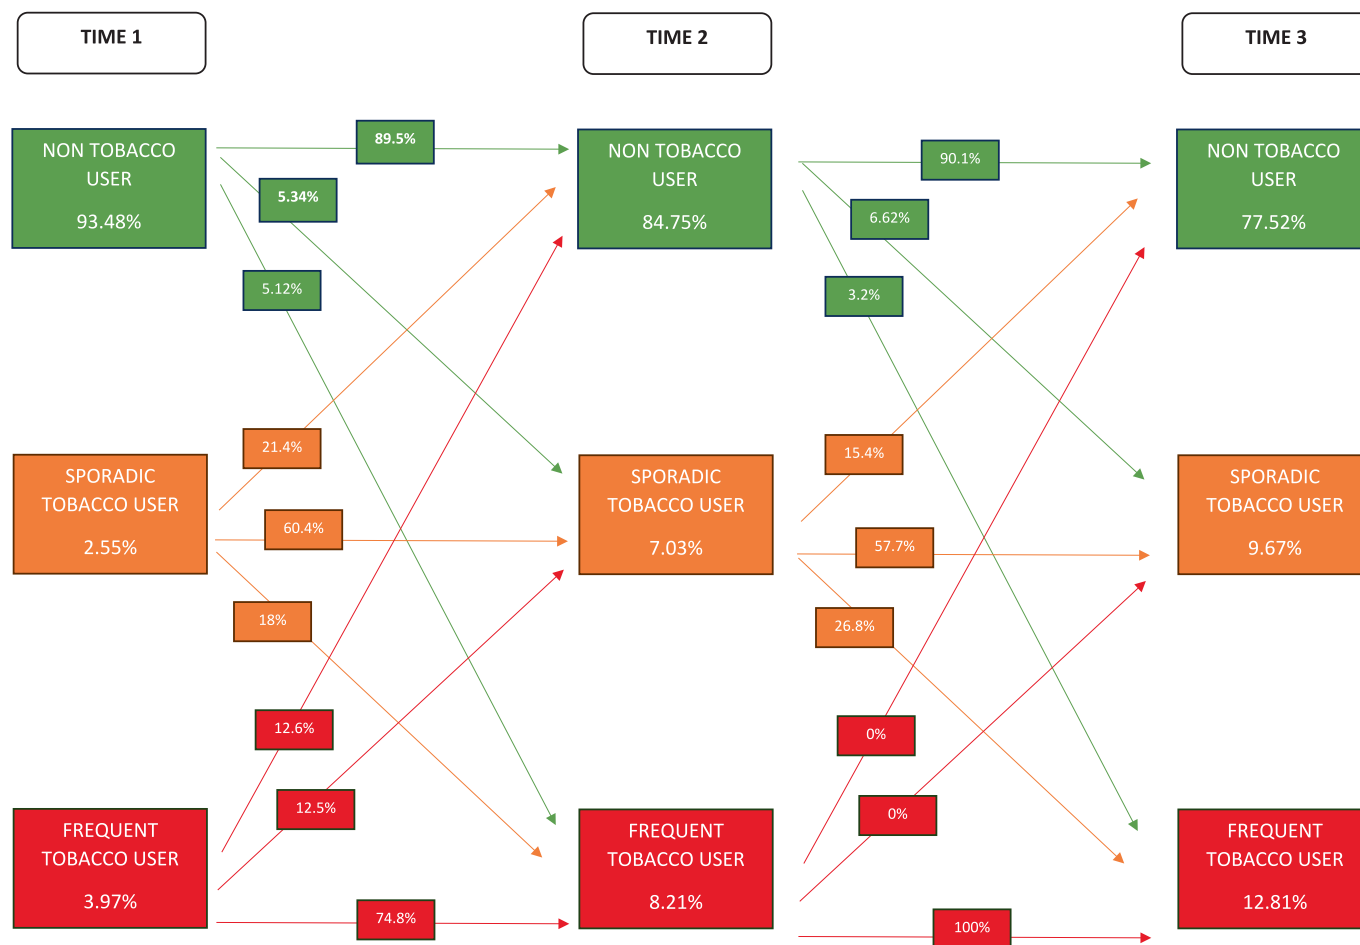 TIME 1
TIME 2
TIME 3
NON TOBACCO
USER
93.48%
89.5%
5.34%
5.12%
NON TOBACCO
USER
84.75%
90.1%
6.62%
3.2%
NON TOBACCO
USER
77.52%
SPORADIC
TOBACCO USER
2.55%
21.4%
60.4%
18%
SPORADIC
TOBACCO USER
7.03%
15.4%
57.7%
26.8%
SPORADIC
TOBACCO USER
9.67%
FREQUENT
TOBACCO USER
3.97%
12.6%
12.5%
74.8%
FREQUENT
TOBACCO USER
8.21%
0%
0%
100%
FREQUENT
TOBACCO USER
12.81%